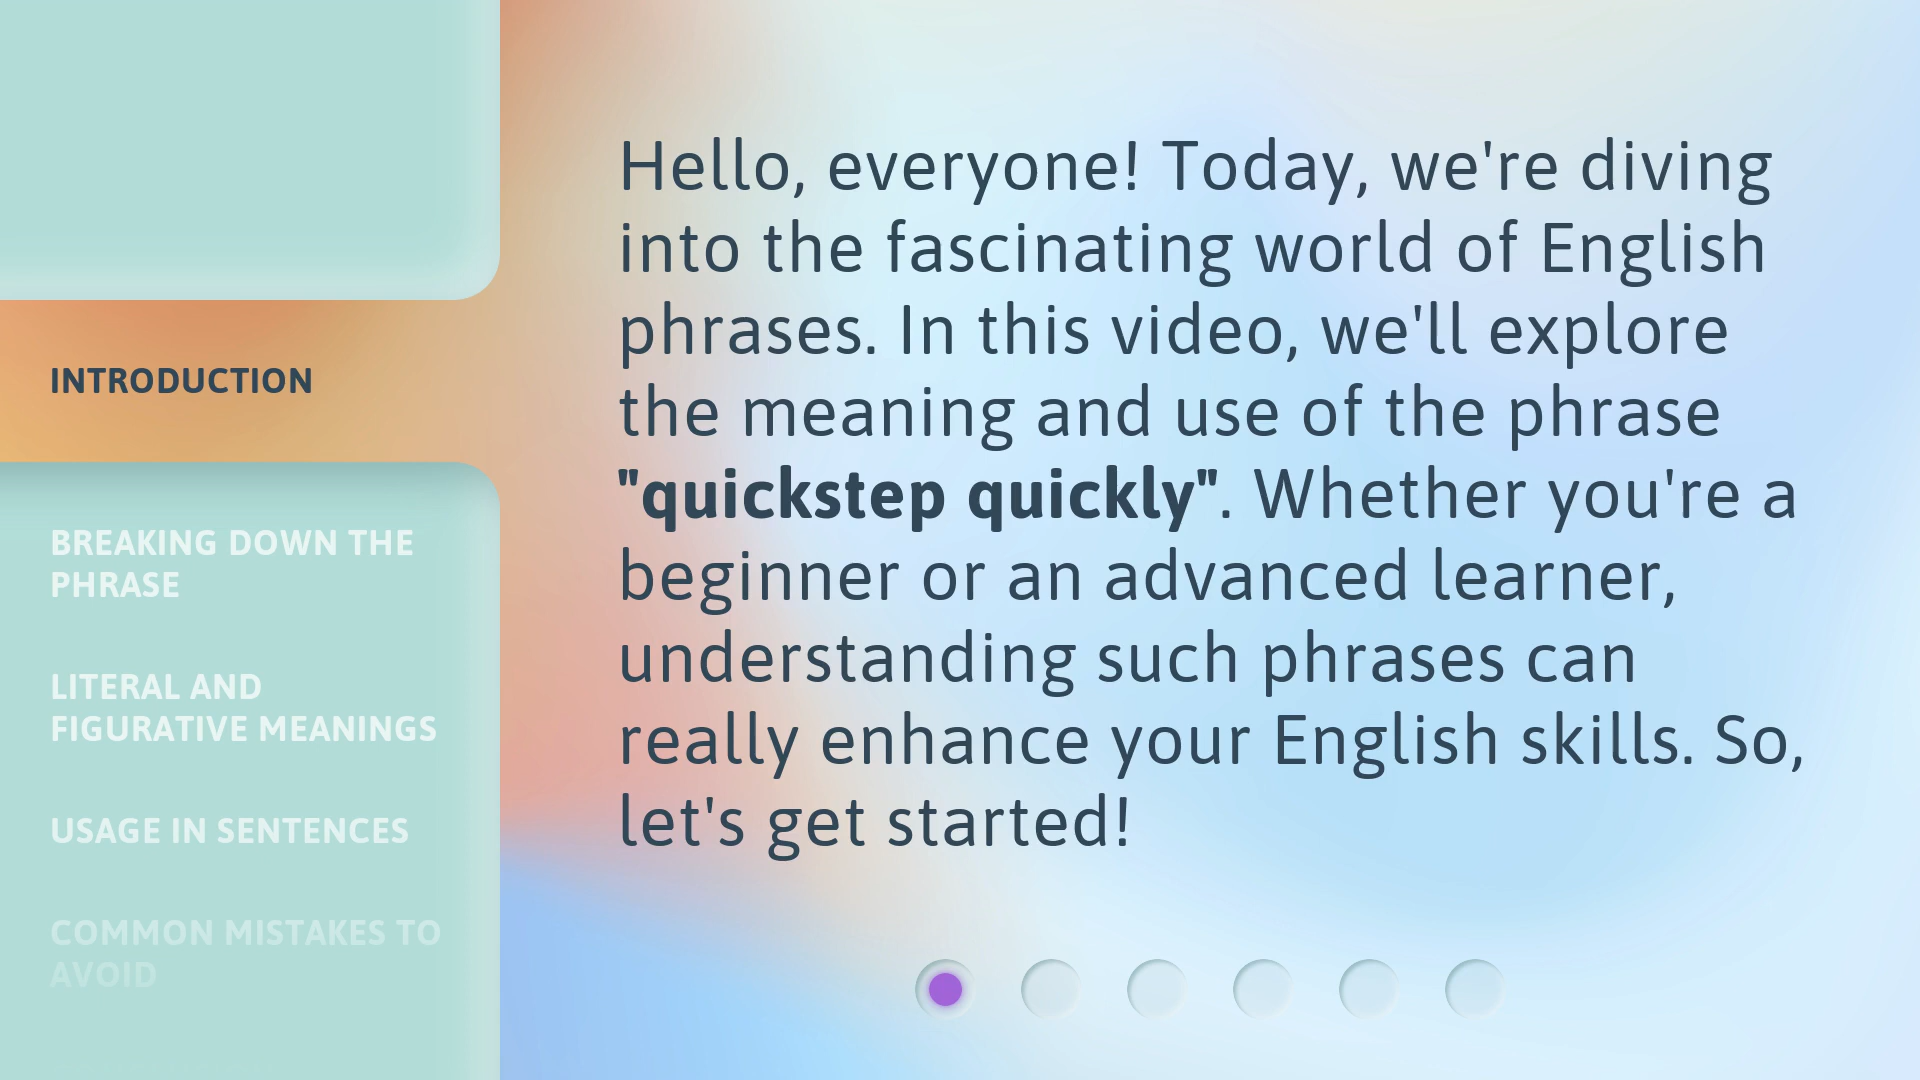 INTRODUCTION
BREAKING DOWN THE
PHRASE
LITERAL AND
FIGURATIVE MEANINGS
USAGE IN SENTENCES
COMMON MISTAKES TO
AVOID
Hello, everyone! Today, we're diving
into the fascinating world of English
phrases. In this video, we'll explore
the meaning and use of the phrase
"quickstep quickly". Whether you're a
beginner or an advanced learner,
understanding such phrases can
really enhance your English skills. So,
let's get started!